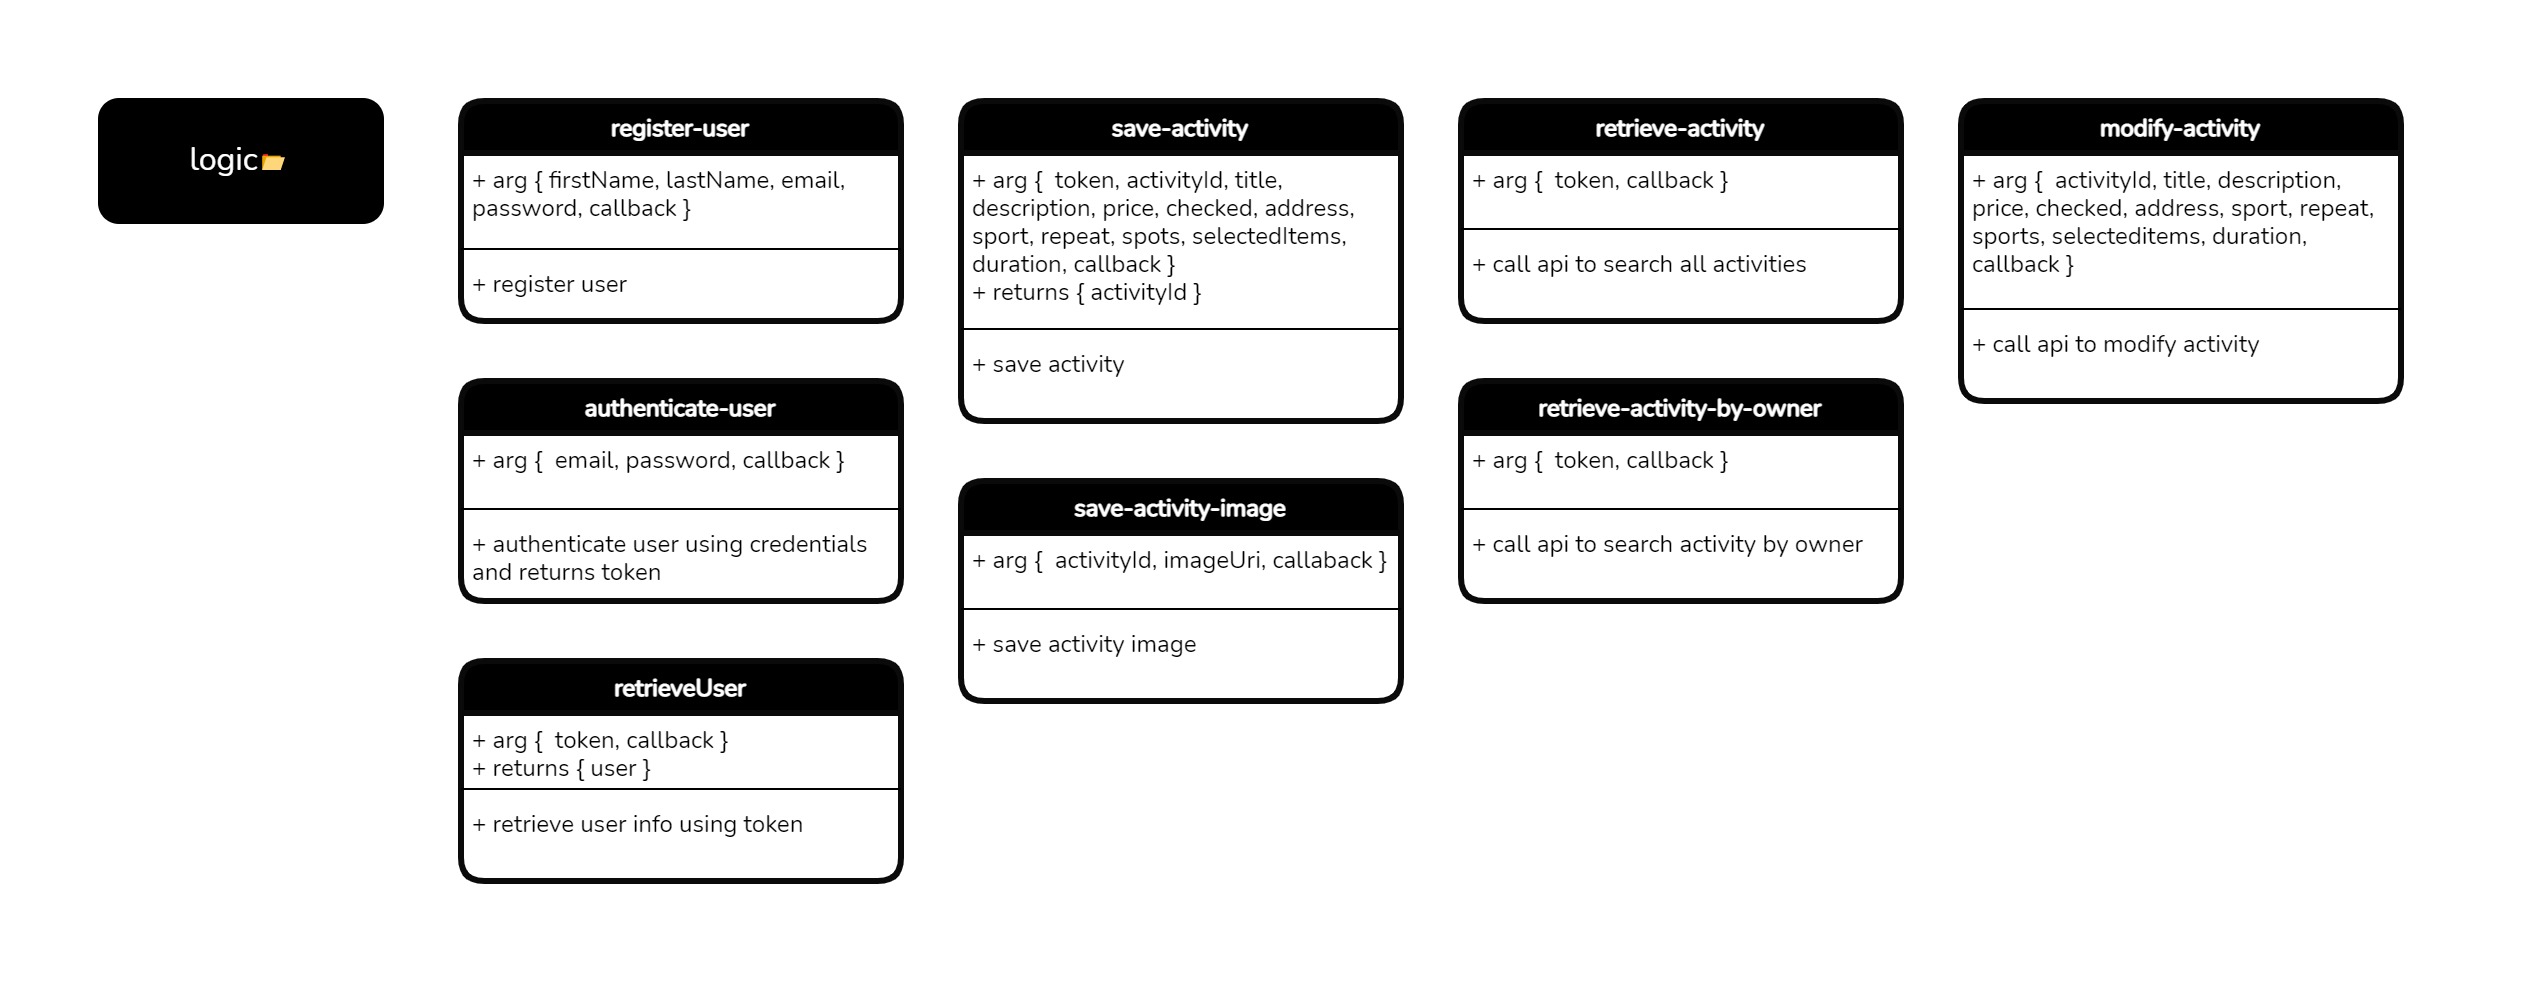 logic📂
register-user
+ arg { firstName, lastName, email,
password, callback }
+ register user
authenticate-user
+ arg {  email, password, callback }
+ authenticate user using credentials
and returns token
retrieveUser
+ arg {  token, callback }
+ returns { user }
+ retrieve user info using token
save-activity
+ arg {  token, activityId, title,
description, price, checked, address,
sport, repeat, spots, selectedItems,
duration, callback }
+ returns { activityId }
+ save activity
save-activity-image
+ arg {  activityId, imageUri, callaback }
+ save activity image
retrieve-activity
+ arg {  token, callback }
+ call api to search all activities
retrieve-activity-by-owner
+ arg {  token, callback }
+ call api to search activity by owner
modify-activity
+ arg {  activityId, title, description,
price, checked, address, sport, repeat,
sports, selecteditems, duration,
callback }
+ call api to modify activity